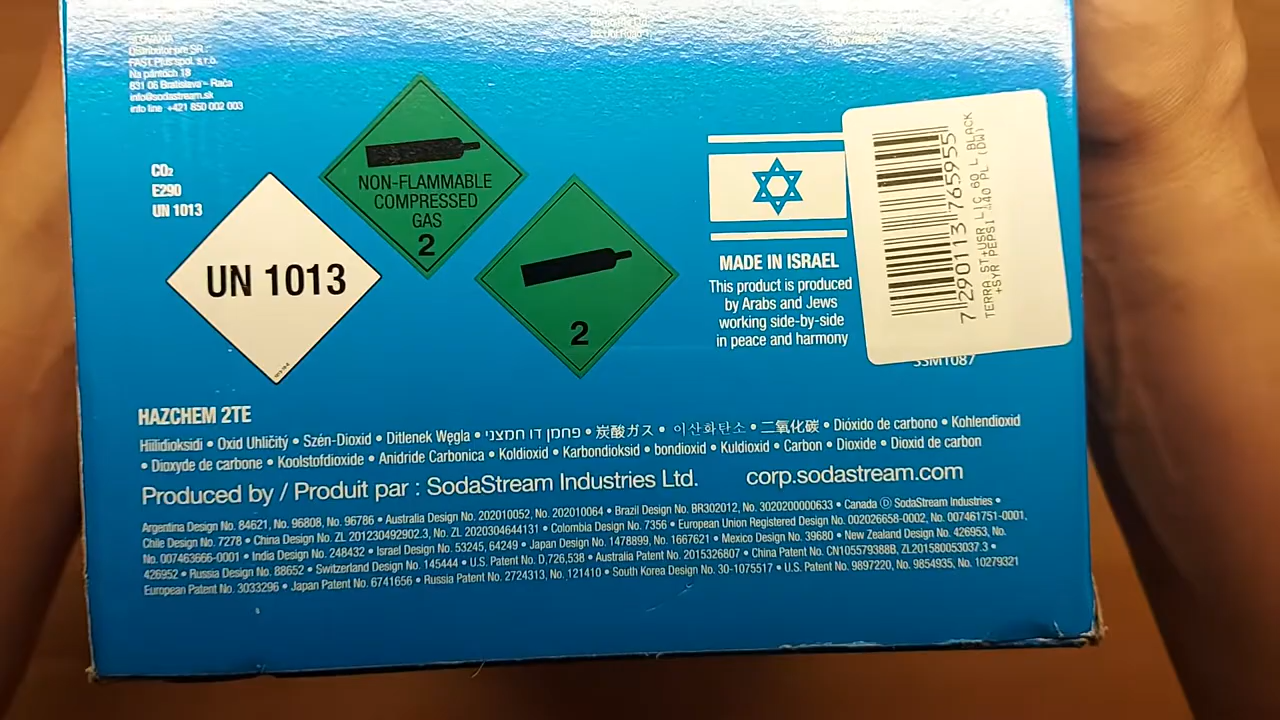 SLOVAKIA
Distributor pre SR:
FAST Plus spol. s.r.o.
Na pántoch 18
831 06 Bratislava - Rača
info@sodastream.sk
info line +421 850 002 003
CO₂
E290
UN 1013
UN 1013
NON-FLAMMABLE
COMPRESSED
GAS
2
2
MADE IN ISRAEL
This product is produced
by Arabs and Jews
working side-by-side
in peace and harmony
7 290113 765955
TERRA ST+USR LIC 60 L BLACK
+SYR PEPSI 440 PL (DW)
SSM1087
HAZCHEM 2TE
Hiilidioksidi • Oxid Uhličitý • Szén-Dioxid • Ditlenek Węgla • פחמן דו חמצני • 炭酸ガス • 이산화탄소 • 二氧化碳 • Dióxido de carbono • Kohlendioxid
• Dioxyde de carbone • Koolstofdioxide • Anidride Carbonica • Koldioxid • Karbondioksid • bondioxid • Kuldioxid • Carbon • Dioxide • Dioxid de carbon
Produced by / Produit par : SodaStream Industries Ltd. corp.sodastream.com
Argentina Design No. 84621, No. 96808, No. 96786 • Australia Design No. 202010052, No. 202010064 • Brazil Design No. BR302012, No. 3020200000633 • Canada Ⓓ SodaStream Industries •
Chile Design No. 7278 • China Design No. ZL 201230492902.3, No. ZL 2020304644131 • Colombia Design No. 7356 • European Union Registered Design No. 002026658-0002, No. 007461751-0001,
No. 007463666-0001 • India Design No. 248432 • Israel Design No. 53245, 64249 • Japan Design No. 1478899, No. 1667621 • Mexico Design No. 39680 • New Zealand Design No. 426953, No.
426952 • Russia Design No. 88652 • Switzerland Design No. 145444 • U.S. Patent No. D,726,538 • Australia Patent No. 2015326807 • China Patent No. CN105579388B, ZL201580053037.3 •
European Patent No. 3033296 • Japan Patent No. 6741656 • Russia Patent No. 2724313, No. 121410 • South Korea Design No. 30-1075517 • U.S. Patent No. 9897220, No. 9854935, No. 10279321